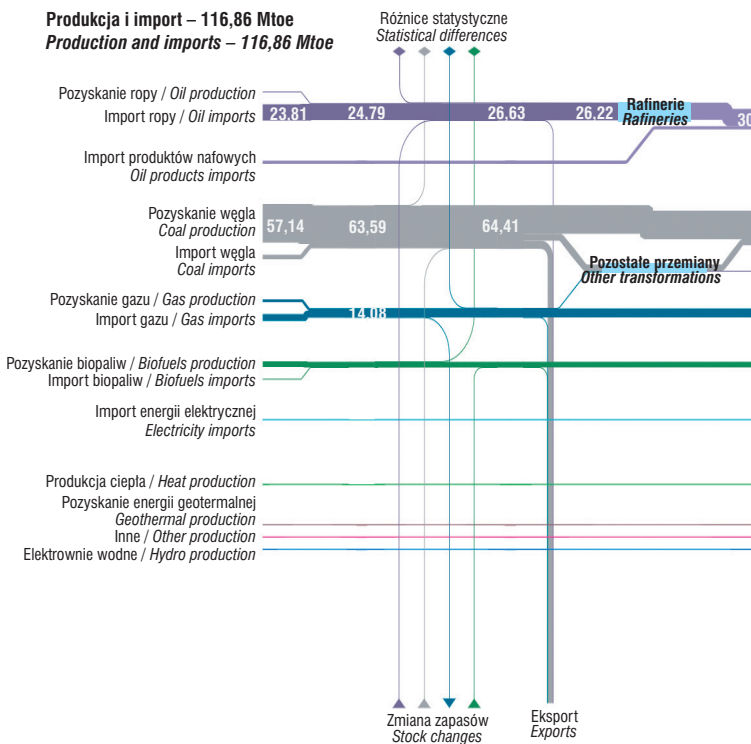 Produkcja i import – 116,86 Mtoe
Production and imports – 116,86 Mtoe
Różnice statystyczne
Statistical differences
Pozyskanie ropy / Oil production
Import ropy / Oil imports
23,81
24,79
26,63
26,22
Rafinerie
Rafineries
30
Import produktów nafowych
Oil products imports
Pozyskanie węgla
Coal production
57,14
63,59
64,41
Import węgla
Coal imports
Pozostałe przemiany
Other transformations
Pozyskanie gazu / Gas production
Import gazu / Gas imports
14,08
Pozyskanie biopaliw / Biofuels production
Import biopaliw / Biofuels imports
Import energii elektrycznej
Electricity imports
Produkcja ciepła / Heat production
Pozyskanie energii geotermalnej
Geothermal production
Inne / Other production
Elektrownie wodne / Hydro production
Zmiana zapasów
Stock changes
Eksport
Exports